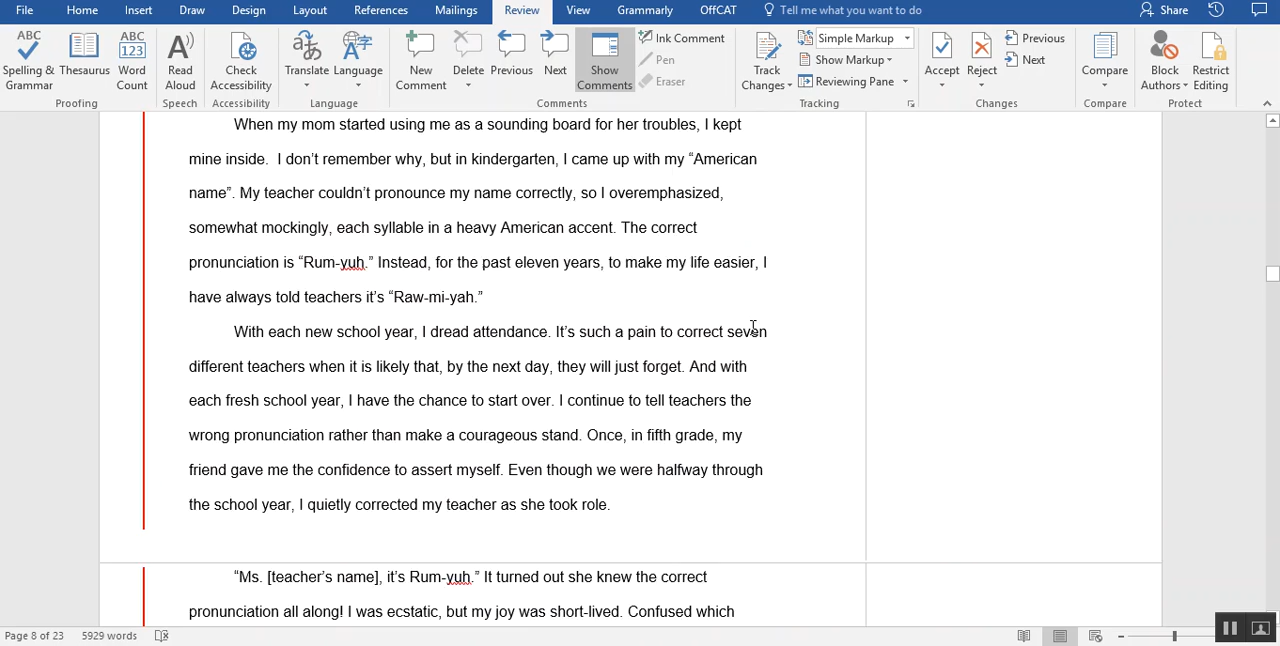 File Home Insert Draw Design Layout References Mailings Review View Grammarly OffCAT Tell me what you want to do Share
ABC Spelling & Grammar
Thesaurus
ABC 123 Word Count
Read Aloud
Check Accessibility
Translate
Language
New Comment
Delete
Previous
Next
Show Comments
Ink Comment
Pen
Eraser
Track Changes
Simple Markup
Show Markup
Reviewing Pane
Accept
Reject
Previous
Next
Compare
Block Authors
Restrict Editing
Proofing Speech Accessibility Language Comments Tracking Changes Compare Protect
When my mom started using me as a sounding board for her troubles, I kept
mine inside.  I don’t remember why, but in kindergarten, I came up with my “American
name”. My teacher couldn’t pronounce my name correctly, so I overemphasized,
somewhat mockingly, each syllable in a heavy American accent. The correct
pronunciation is “Rum-yuh.” Instead, for the past eleven years, to make my life easier, I
have always told teachers it’s “Raw-mi-yah.”
With each new school year, I dread attendance. It’s such a pain to correct seven
different teachers when it is likely that, by the next day, they will just forget. And with
each fresh school year, I have the chance to start over. I continue to tell teachers the
wrong pronunciation rather than make a courageous stand. Once, in fifth grade, my
friend gave me the confidence to assert myself. Even though we were halfway through
the school year, I quietly corrected my teacher as she took role.
“Ms. [teacher’s name], it’s Rum-yuh.” It turned out she knew the correct
pronunciation all along! I was ecstatic, but my joy was short-lived. Confused which
Page 8 of 23 5929 words